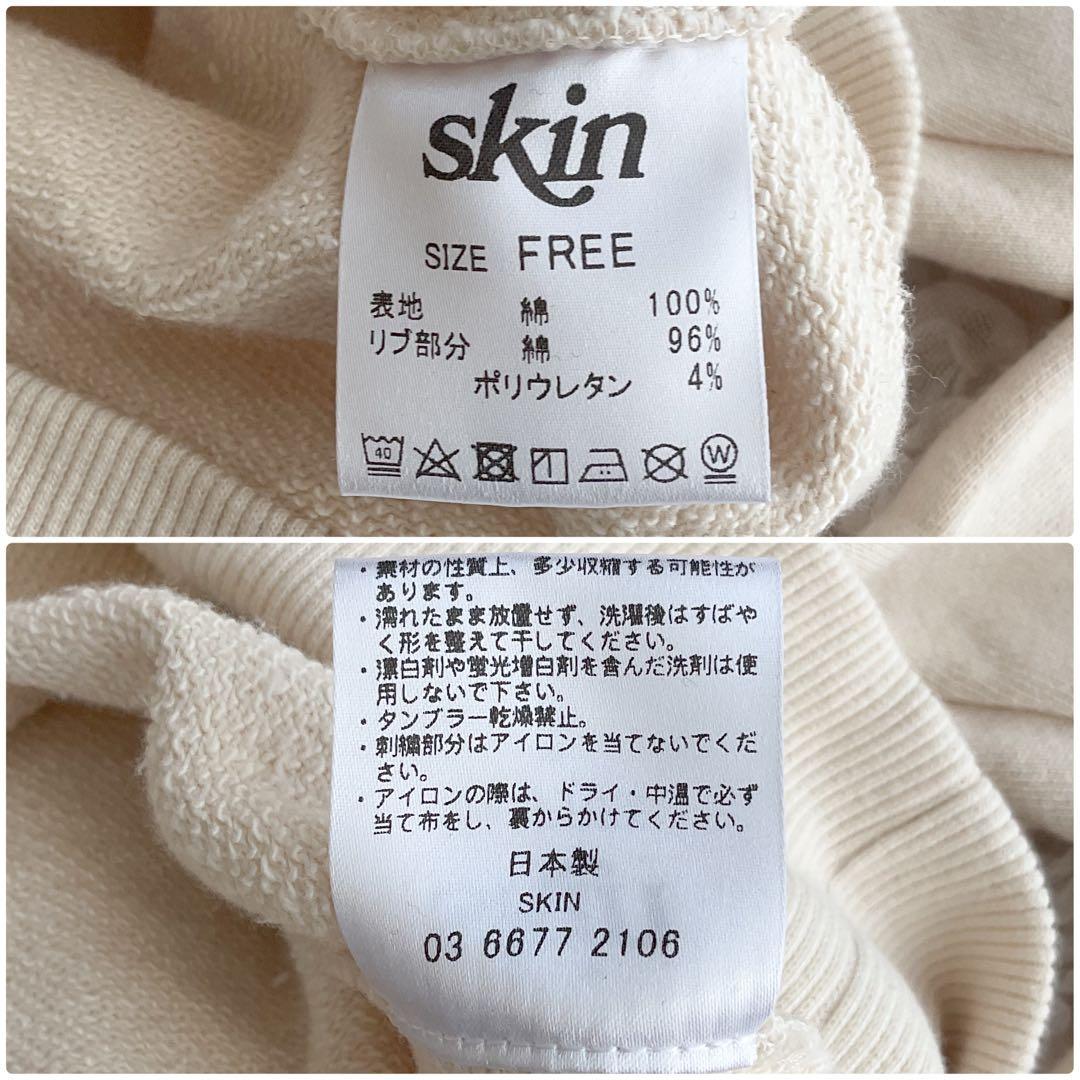 skin
SIZE FREE
表地 綿 100%
リブ部分 綿 96%
ポリウレタン 4%
40 W
・素材の性質上、多少収縮する可能性が
あります。
・濡れたまま放置せず、洗濯後はすばや
く形を整えて干してください。
・漂白剤や蛍光増白剤を含んだ洗剤は使
用しないで下さい。
・タンブラー乾燥禁止。
・刺繍部分はアイロンを当てないでくだ
さい。
・アイロンの際は、ドライ・中温で必ず
当て布をし、裏からかけてください。
日本製
SKIN
03 6677 2106